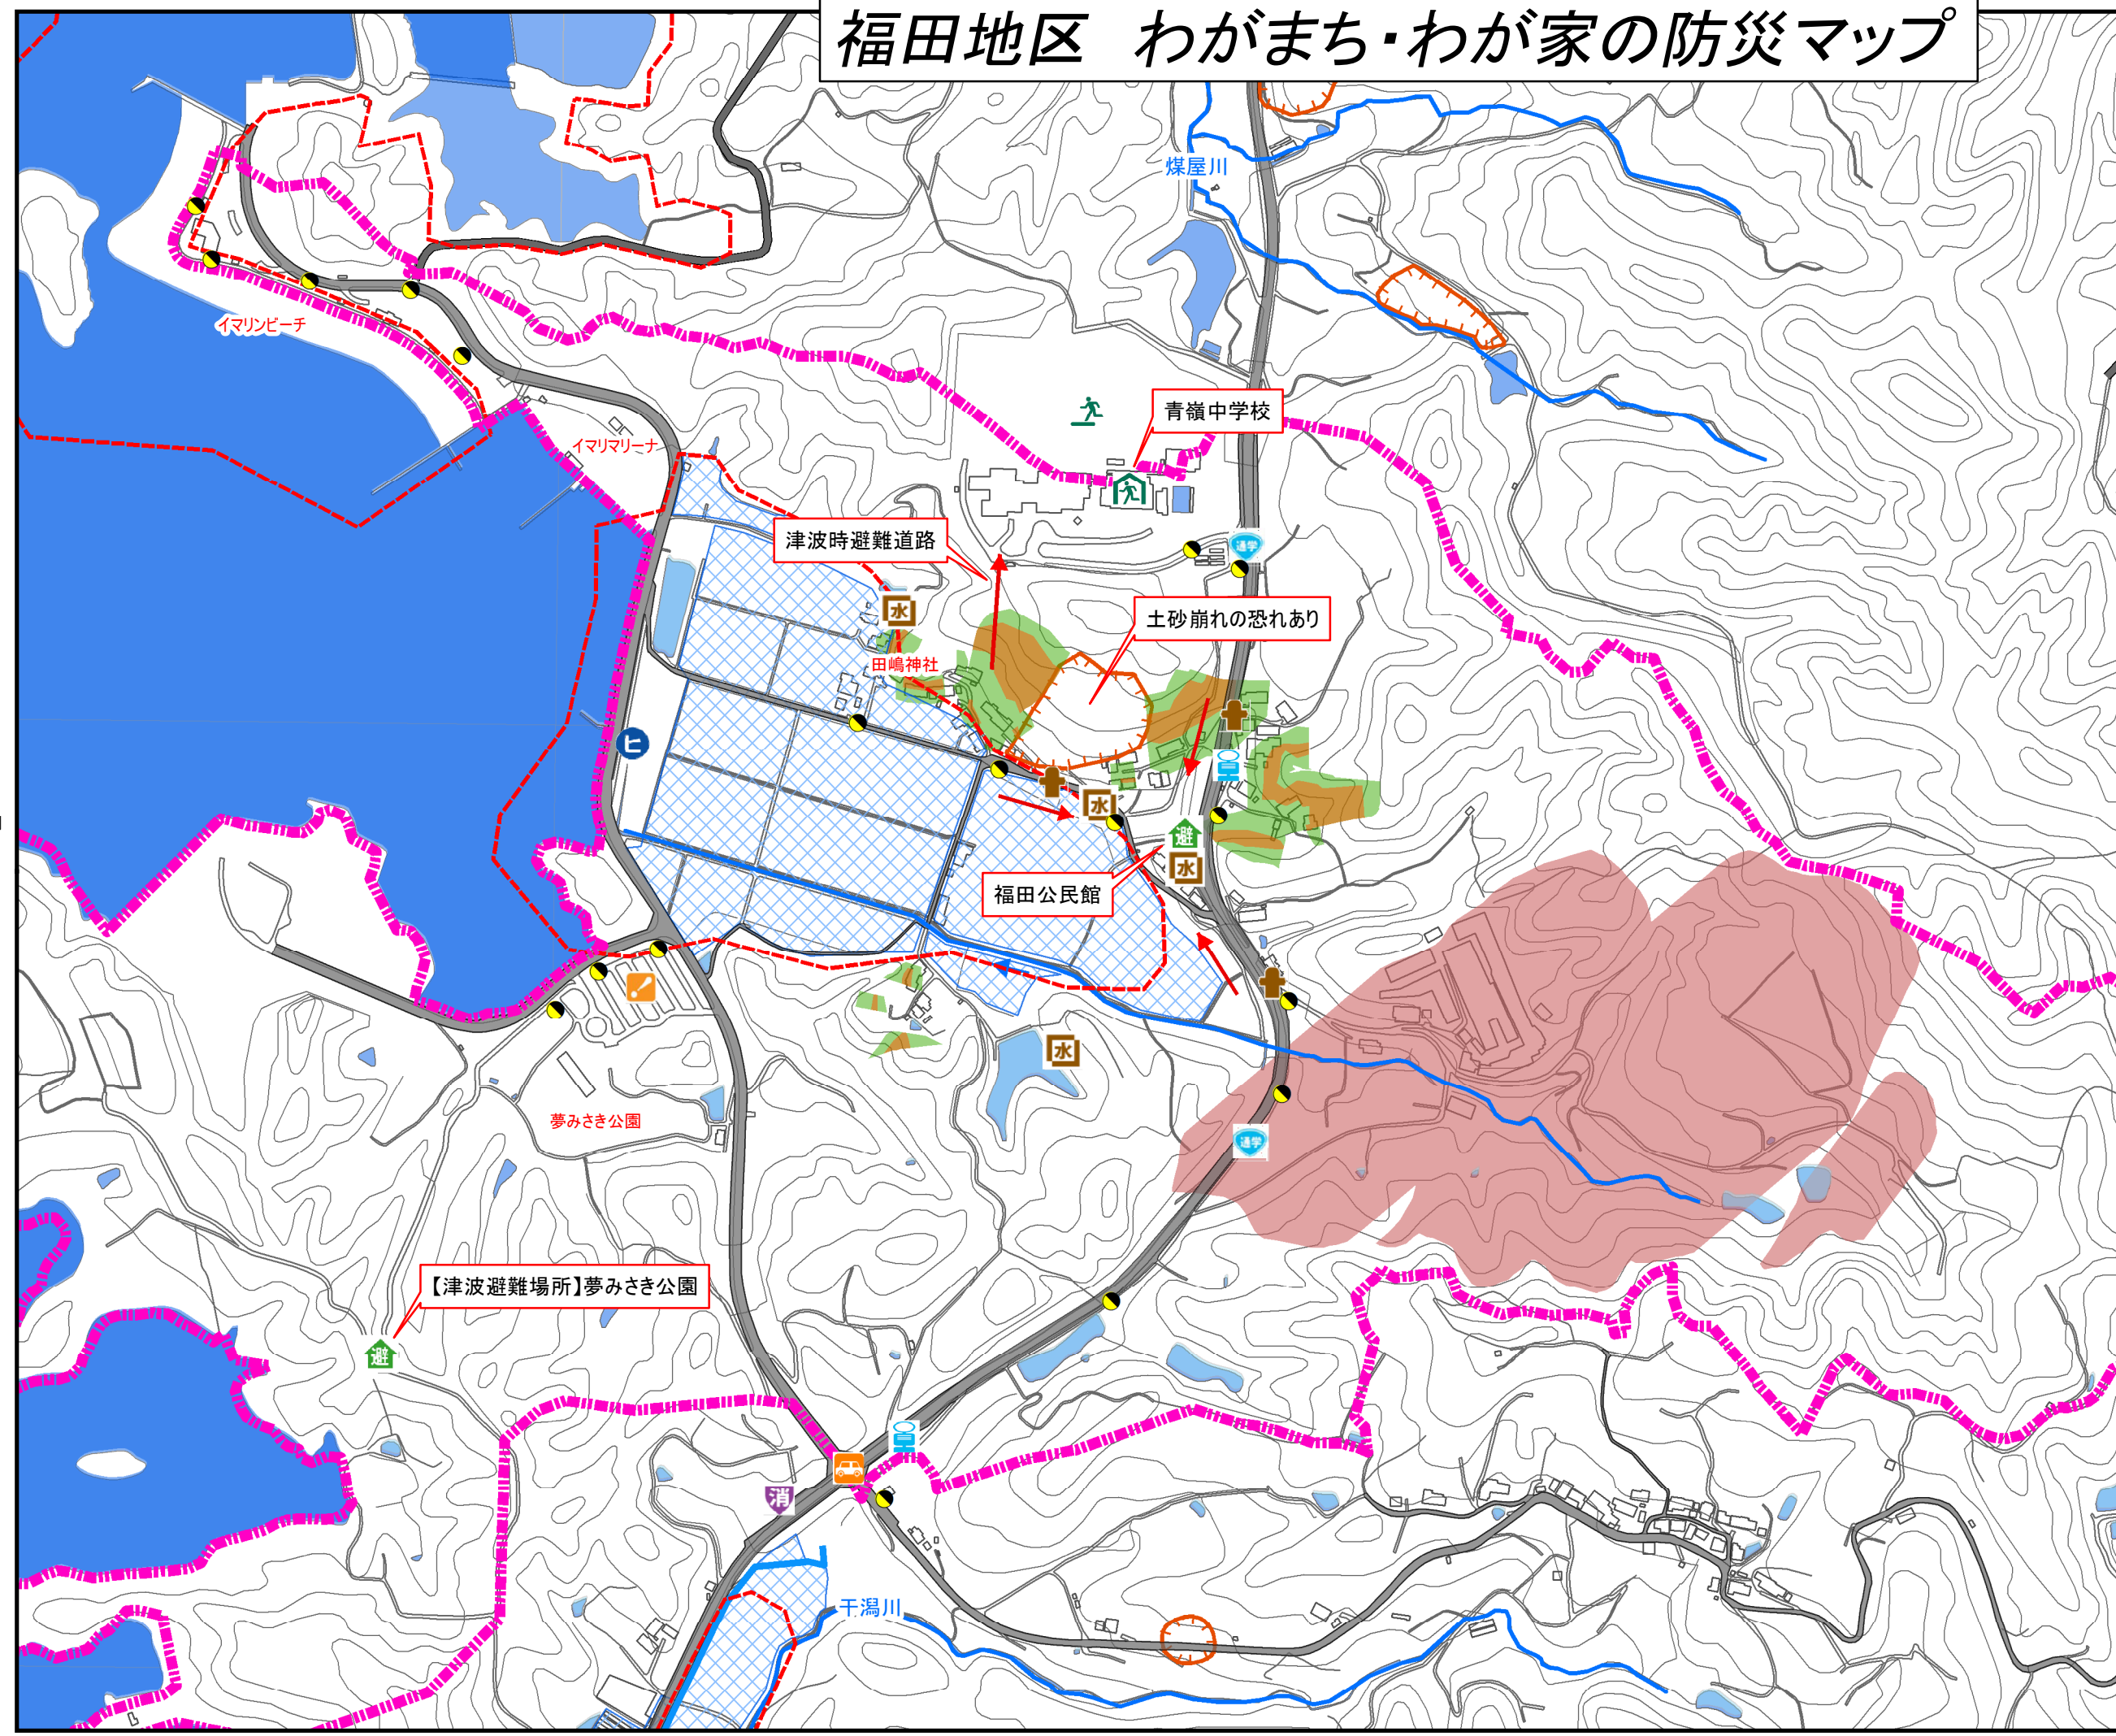 福田地区　わがまち・わが家の防災マップ
煤屋川
イマリンビーチ
青嶺中学校
イマリマリーナ
津波時避難道路
通学
水
土砂崩れの恐れあり
田嶋神社
ヒ
水
避
水
福田公民館
水
夢みさき公園
通学
【津波避難場所】夢みさき公園
避
消
干潟川